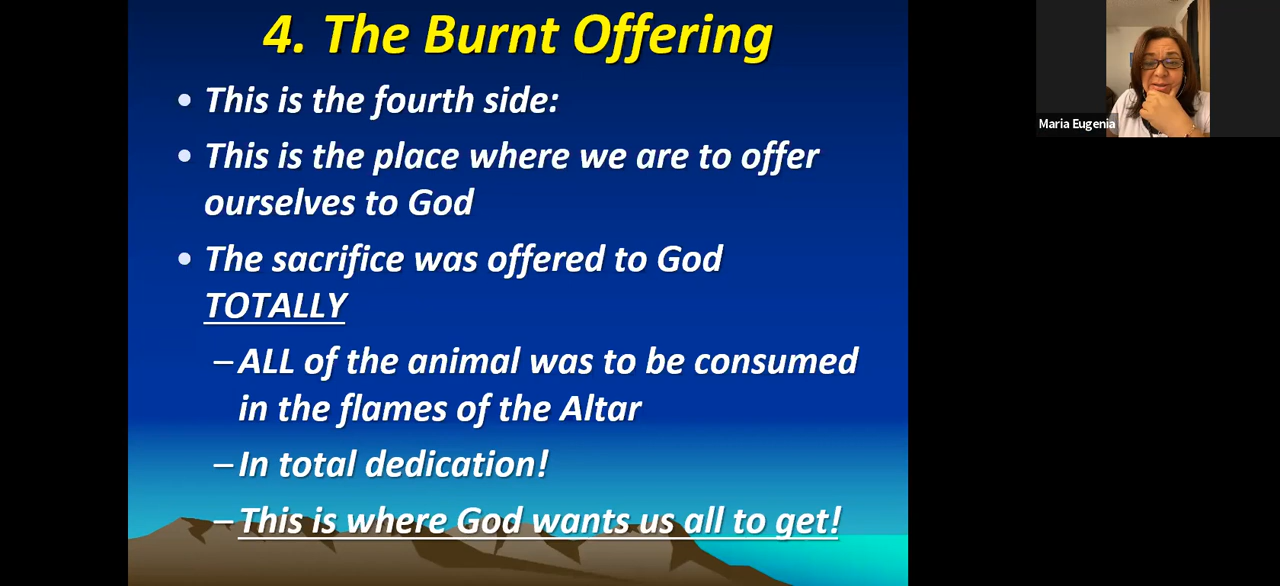 4. The Burnt Offering
• This is the fourth side:
• This is the place where we are to offer
ourselves to God
• The sacrifice was offered to God
TOTALLY
–ALL of the animal was to be consumed
in the flames of the Altar
–In total dedication!
–This is where God wants us all to get!
Maria Eugenia